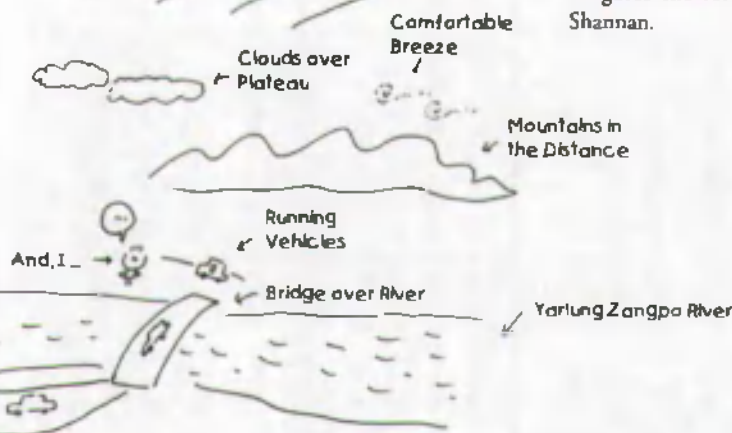 Shannan.
Comfortable
Breeze
Clouds over
Plateau
Mountains in
the Distance
Running
Vehicles
And, I_
Bridge over River
Yarlung Zangpo River